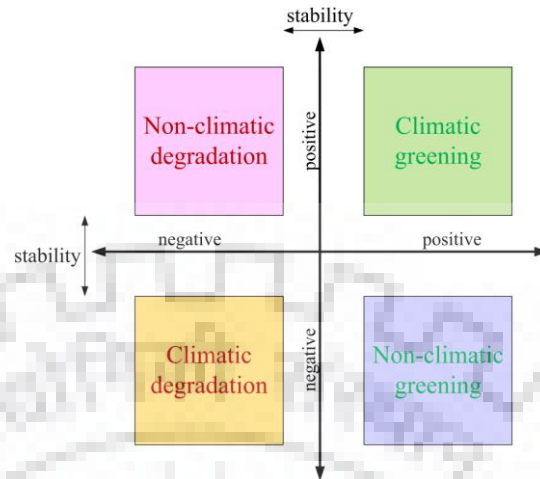 stability
Non-climatic
degradation
positive
Climatic
greening
stability
negative
positive
Climatic
degradation
negative
Non-climatic
greening